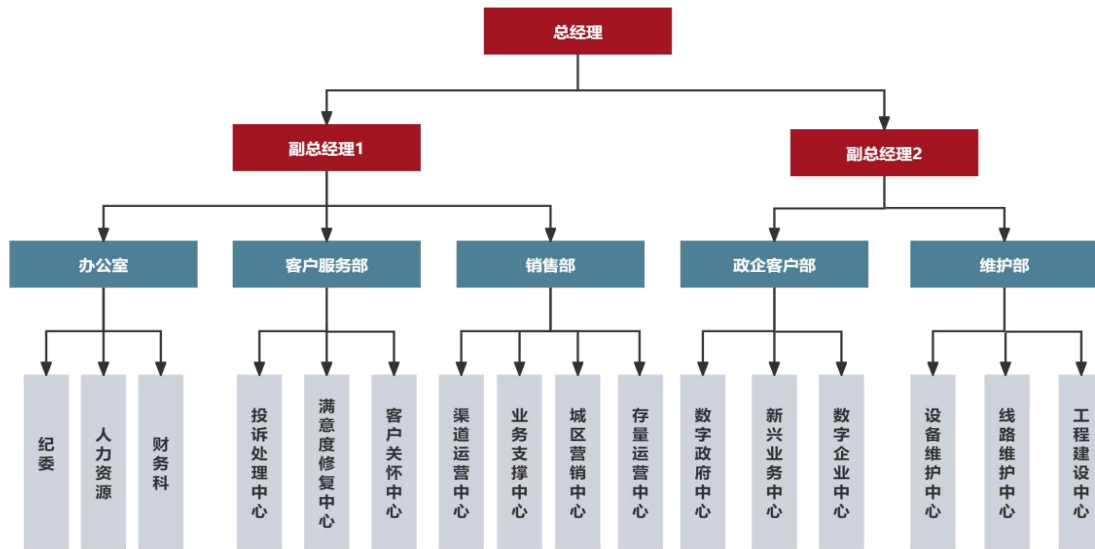 总经理
副总经理1
副总经理2
办公室
客户服务部
销售部
政企客户部
维护部
纪委
人力资源
财务科
投诉处理中心
满意度修复中心
客户关怀中心
渠道运营中心
业务支撑中心
城区营销中心
存量运营中心
数字政府中心
新兴业务中心
数字企业中心
设备维护中心
线路维护中心
工程建设中心